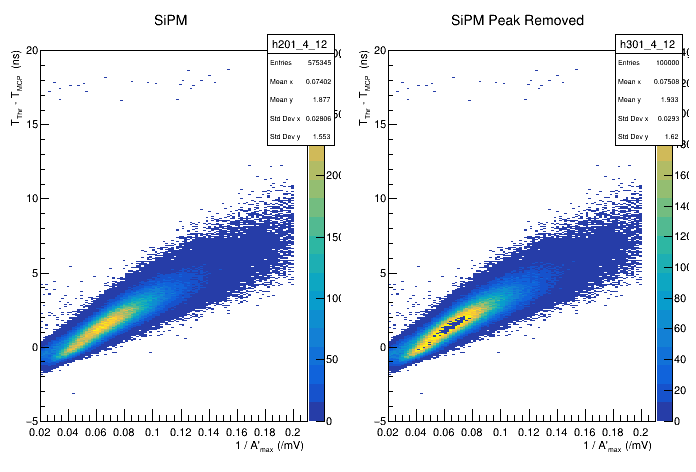 SiPM
SiPM Peak Removed
h201_4_12
Entries 575345
Mean x 0.07402
Mean y 1.877
Std Dev x 0.02806
Std Dev y 1.553
h301_4_12
Entries 100000
Mean x 0.07508
Mean y 1.933
Std Dev x 0.0293
Std Dev y 1.62
T_Thr - T_MCP (ns)
20
15
10
5
0
−5
0.02 0.04 0.06 0.08 0.1 0.12 0.14 0.16 0.18 0.2
1 / A'_max (/mV)
200
150
100
50
0
T_Thr - T_MCP (ns)
20
15
10
5
0
−5
0.02 0.04 0.06 0.08 0.1 0.12 0.14 0.16 0.18 0.2
1 / A'_max (/mV)
160
140
120
100
80
60
40
20
0